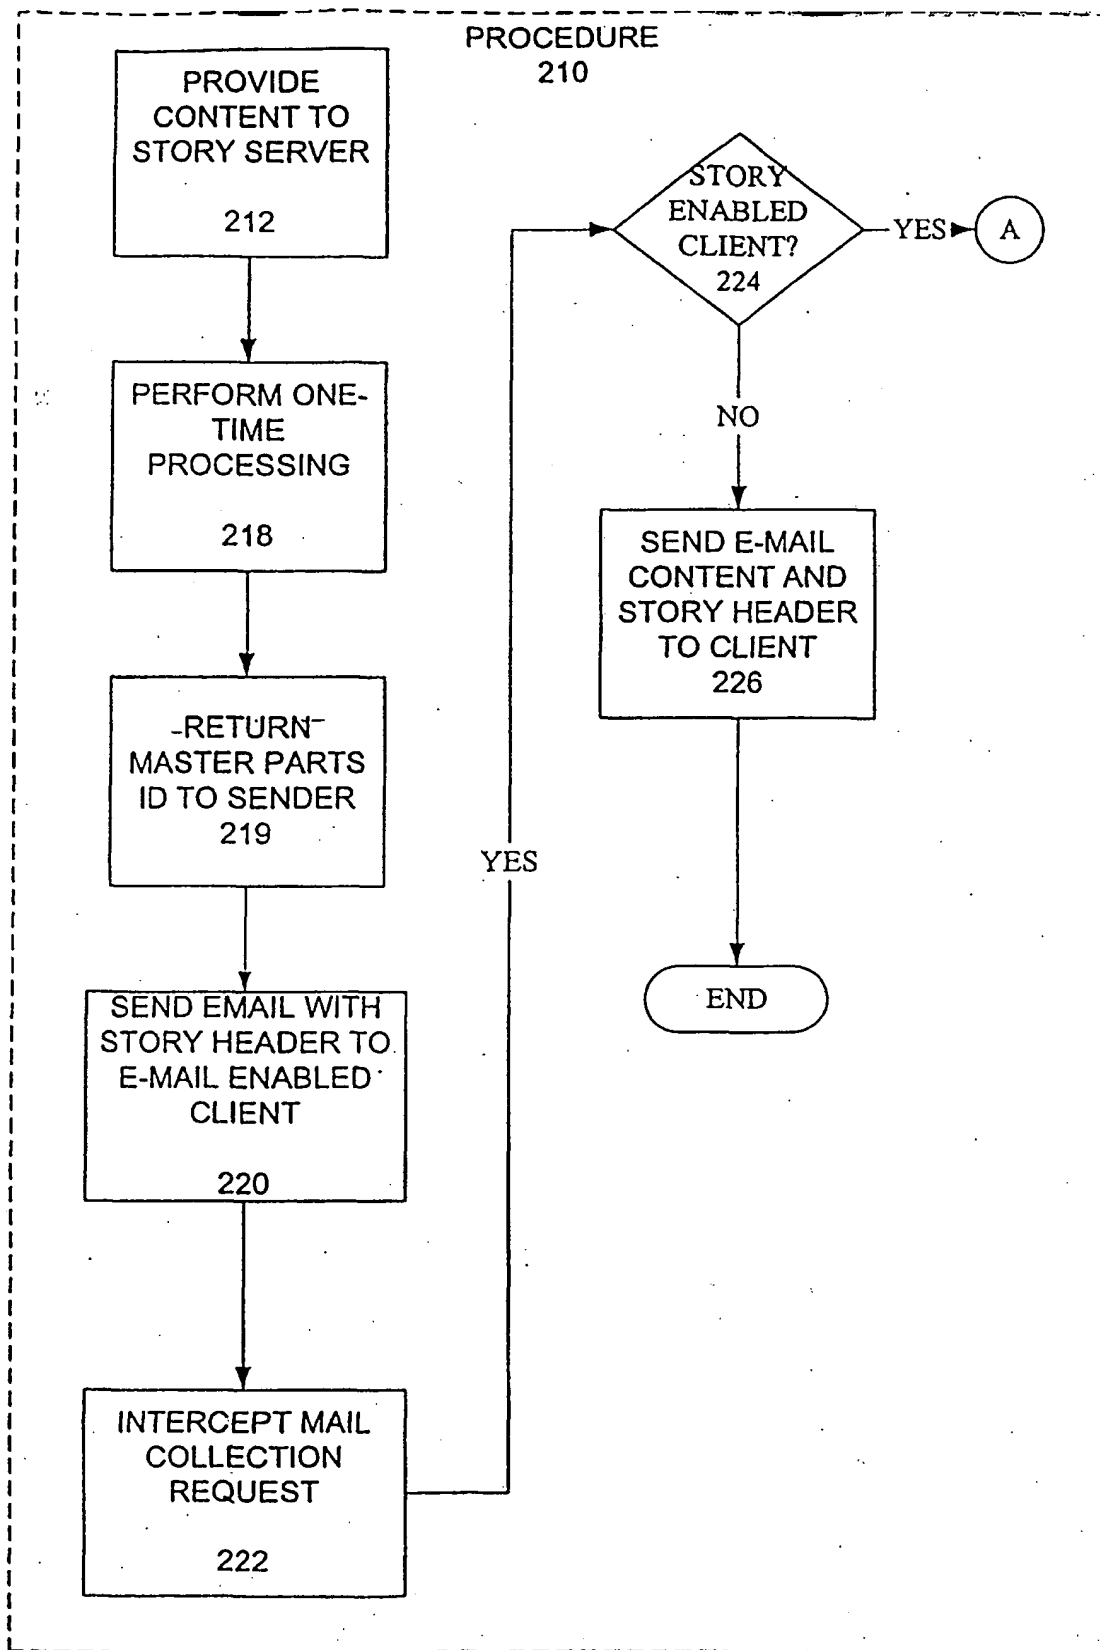 PROCEDURE
210
PROVIDE
CONTENT TO
STORY SERVER
212
PERFORM ONE-
TIME
PROCESSING
218
RETURN
MASTER PARTS
ID TO SENDER
219
SEND EMAIL WITH
STORY HEADER TO
E-MAIL ENABLED
CLIENT
220
INTERCEPT MAIL
COLLECTION
REQUEST
222
YES
STORY
ENABLED
CLIENT?
224
YES
A
NO
SEND E-MAIL
CONTENT AND
STORY HEADER
TO CLIENT
226
END